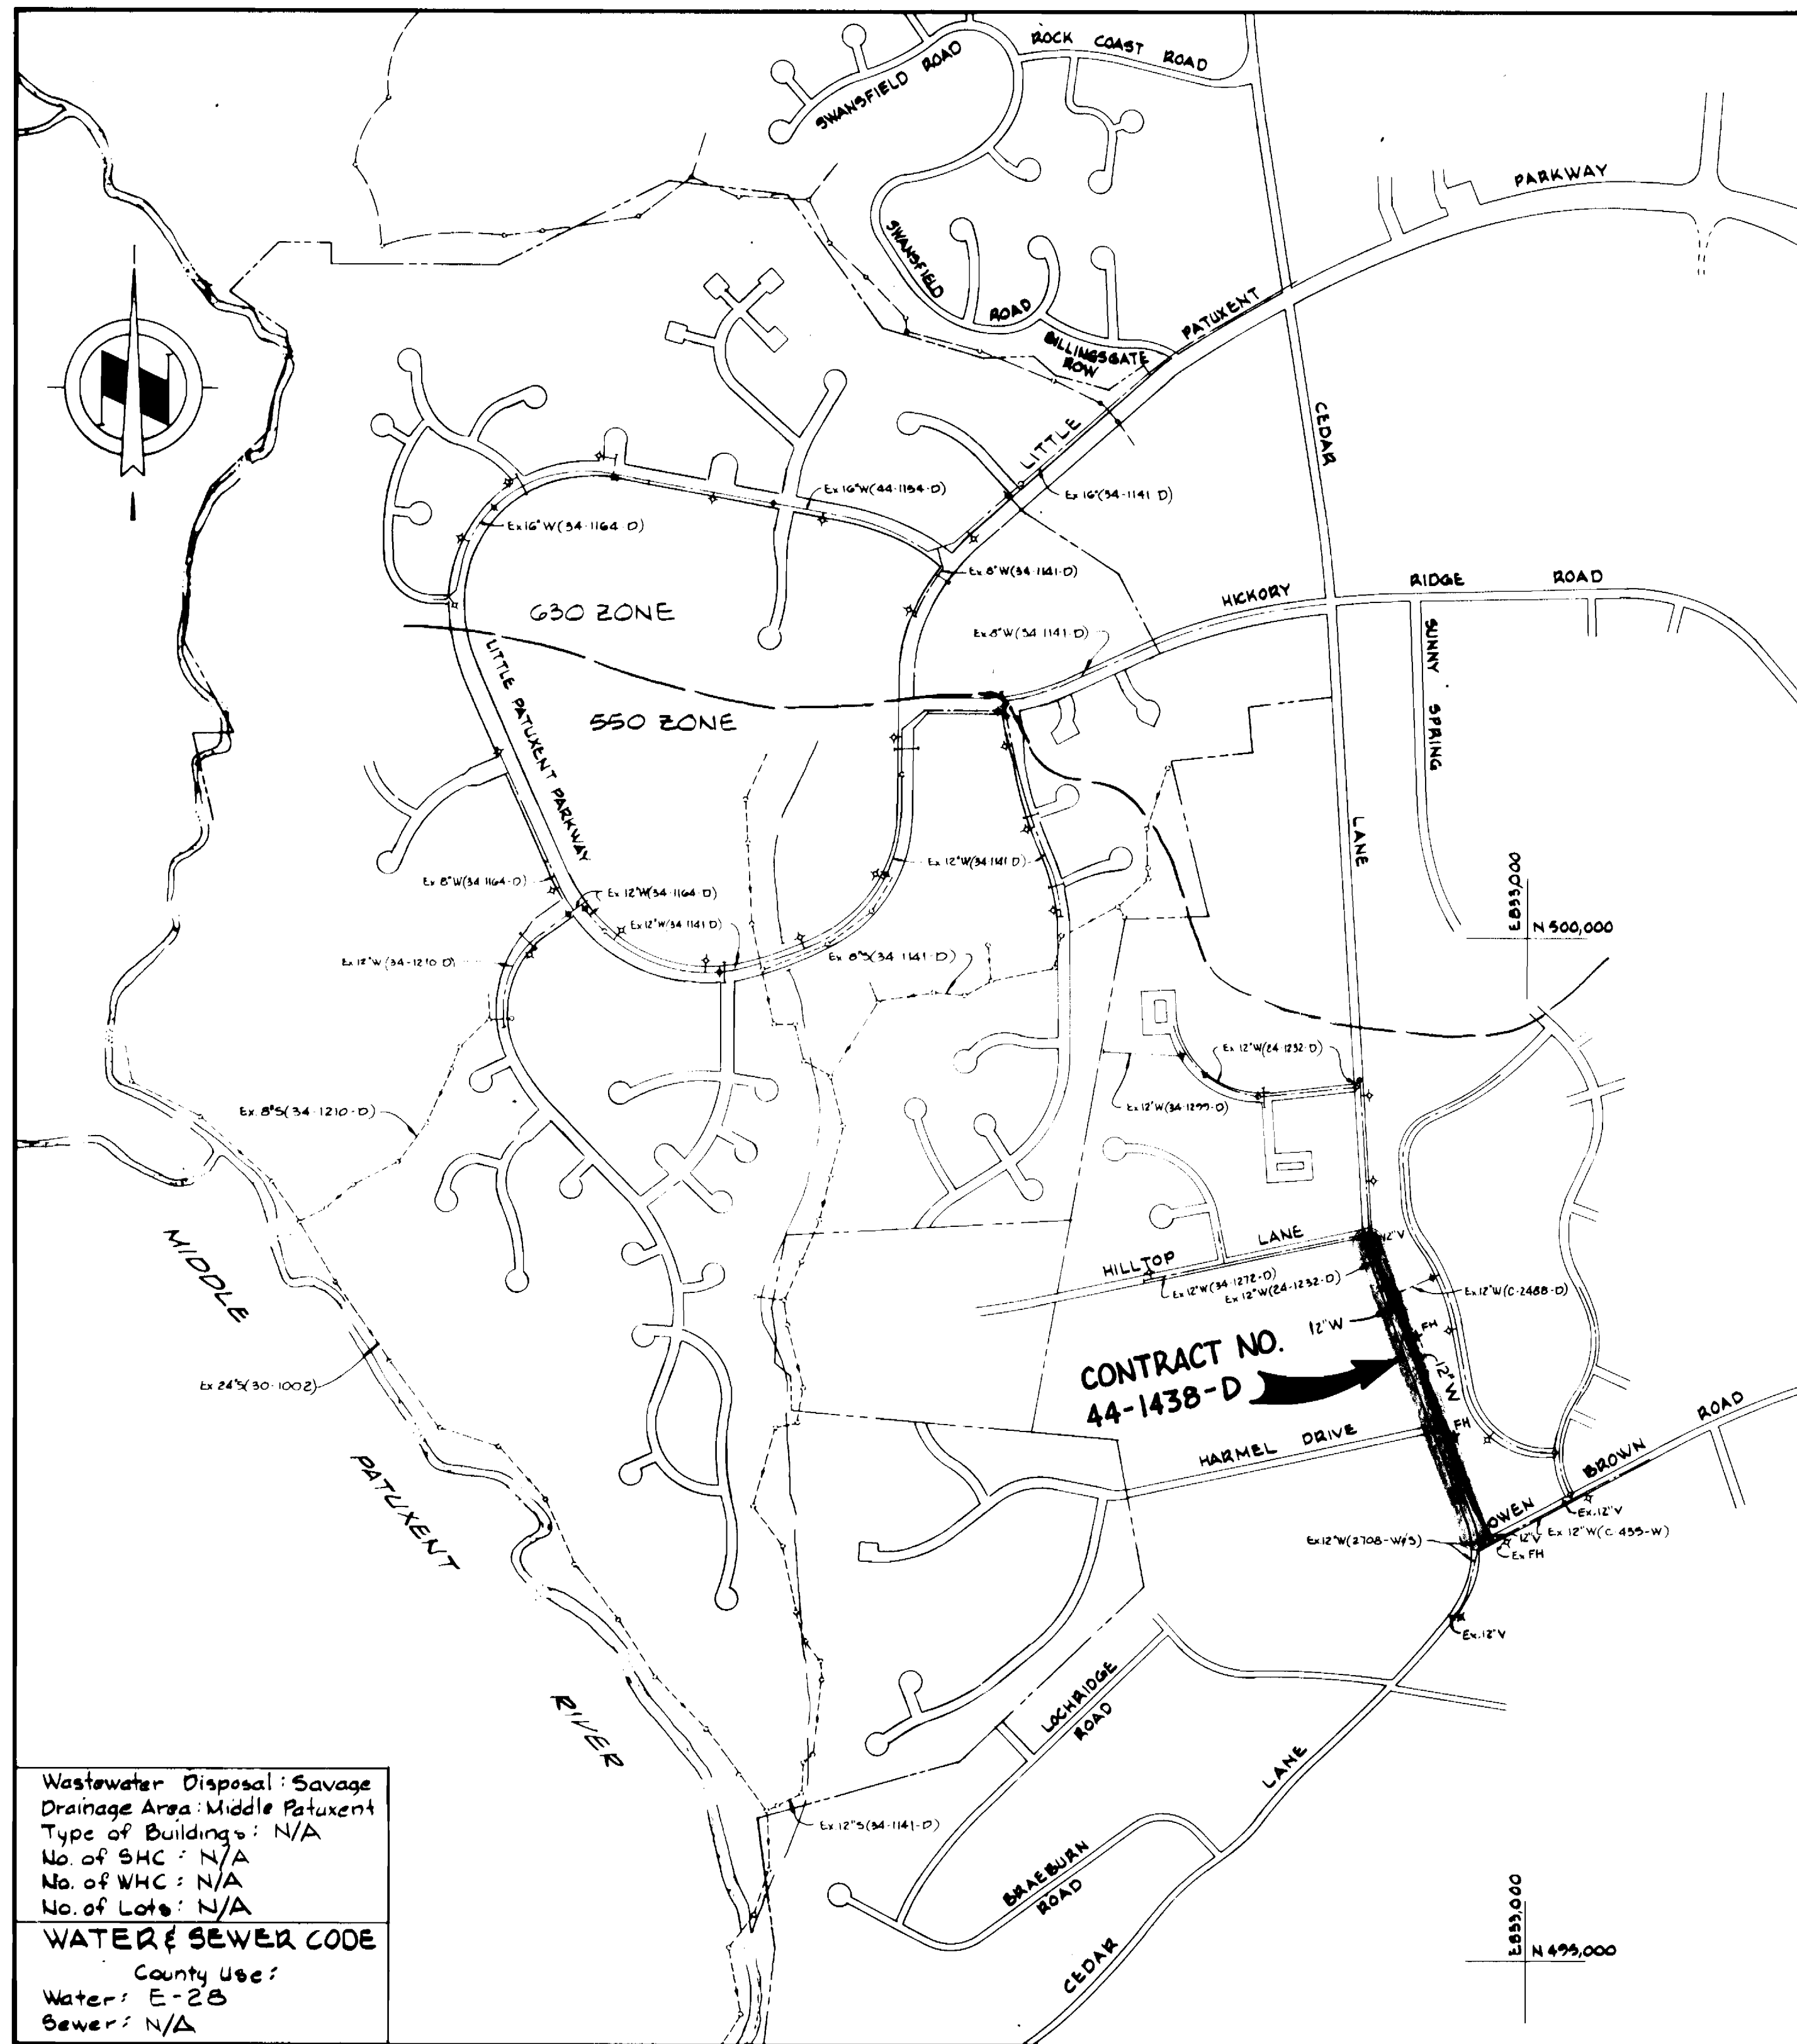 ROCK COAST ROAD
SWANSFIELD ROAD
PARKWAY
SWANSFIELD
ROAD
BILLINGSGATE
ROW
PATUXENT
LITTLE
CEDAR
N
Ex 16"W(44-1194-D)
Ex 16"(34-1141 D)
Ex 16"W(34-1164-D)
Ex 8"W(34-1141-D)
630 ZONE
HICKORY RIDGE ROAD
Ex 8"W(34 1141-D)
SUNNY SPRING
LITTLE PATUXENT PARKWAY
550 ZONE
LANE
Ex 12"W(34 1141 D)
Ex 8"W(34 1164-D)
Ex 12"W(34-1164 D)
Ex 12"W(34 1141 D)
E833,000
N 500,000
Ex 12"W(34-1210 D)
Ex 8"S(34 1141-D)
Ex 12"W(24 1232-D)
Ex 12"W(34-1299-D)
Ex. 8"S(34-1210-D)
HILLTOP LANE
12"V
Ex 12"W(34 1272-D)
Ex 12"W(24-1232-D)
Ex 12"W(C-2488-D)
MIDDLE
12"W
FH
12"W
CONTRACT NO.
44-1438-D
Ex 24"S(30-1002)
FH
HARMEL DRIVE
ROAD
BROWN
OWEN
Ex.12"V
12"V
Ex 12"W(2708-W&S)
Ex 12"W(C-455-W)
Ex FH
PATUXENT
Ex.12"V
LOCHRIDGE
ROAD
RIVER
LANE
Ex.12"S(34-1141-D)
BRAEBURN
ROAD
CEDAR
E833,000
N 495,000
Wastewater Disposal: Savage
Drainage Area: Middle Patuxent
Type of Buildings: N/A
No. of SHC: N/A
No. of WHC: N/A
No. of Lots: N/A
WATER & SEWER CODE
County Use:
Water: E-28
Sewer: N/A